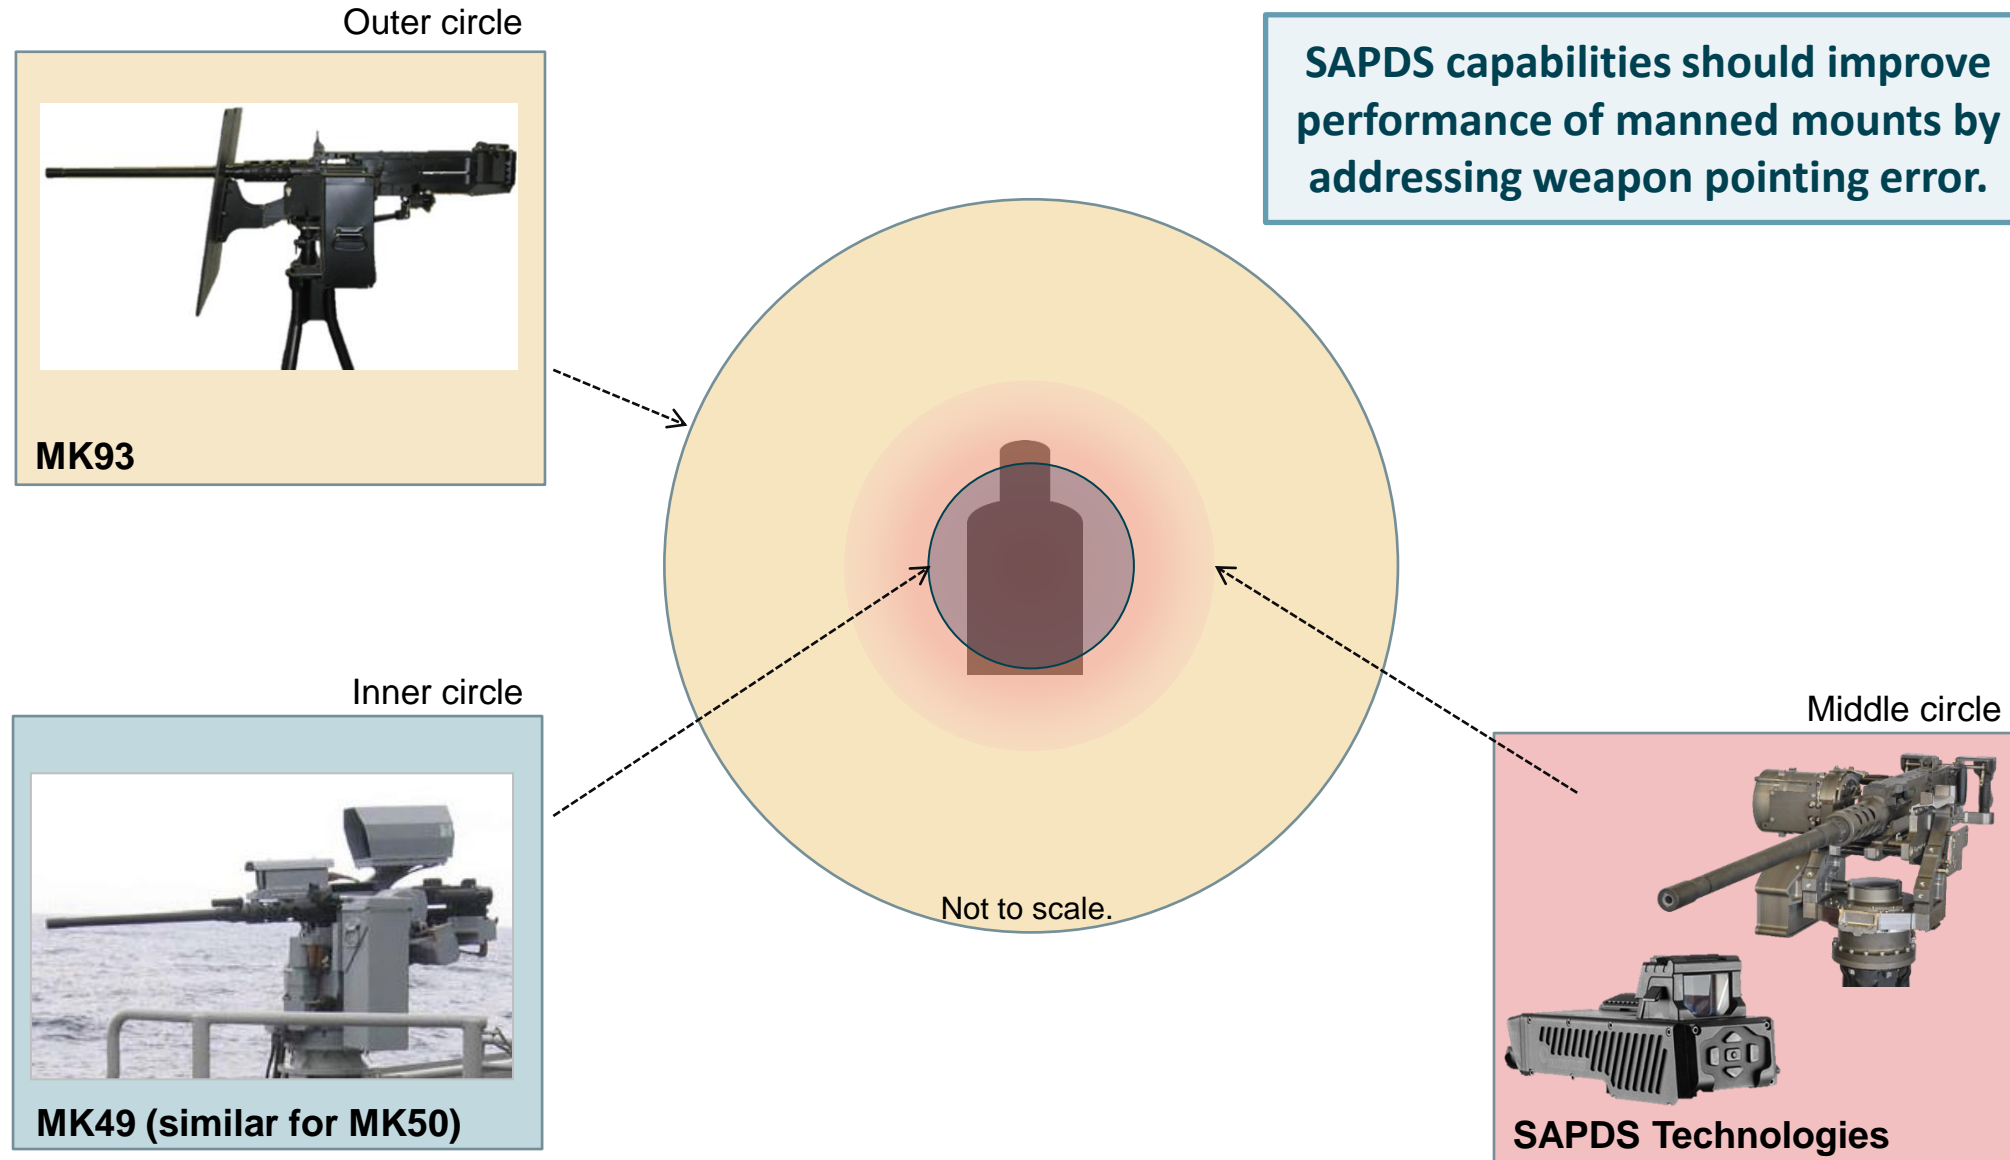 Outer circle
SAPDS capabilities should improve
performance of manned mounts by
addressing weapon pointing error.
MK93
Inner circle
Middle circle
Not to scale.
MK49 (similar for MK50)
SAPDS Technologies